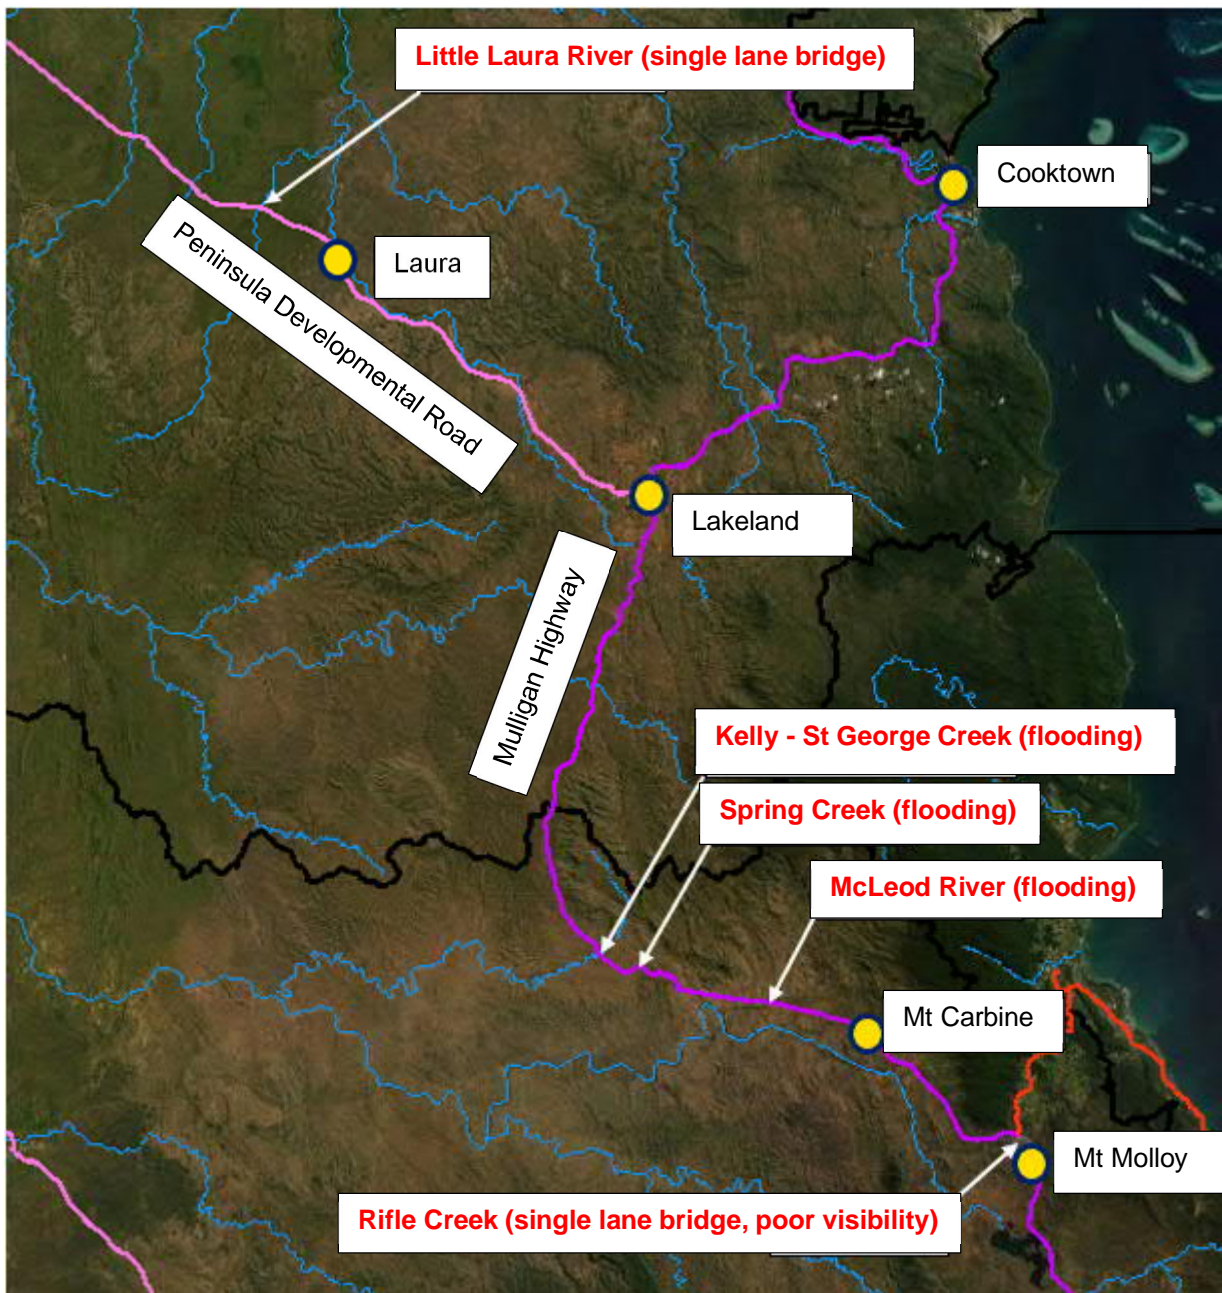 Little Laura River (single lane bridge)
Cooktown
Laura
Peninsula Developmental Road
Lakeland
Mulligan Highway
Kelly - St George Creek (flooding)
Spring Creek (flooding)
McLeod River (flooding)
Mt Carbine
Mt Molloy
Rifle Creek (single lane bridge, poor visibility)